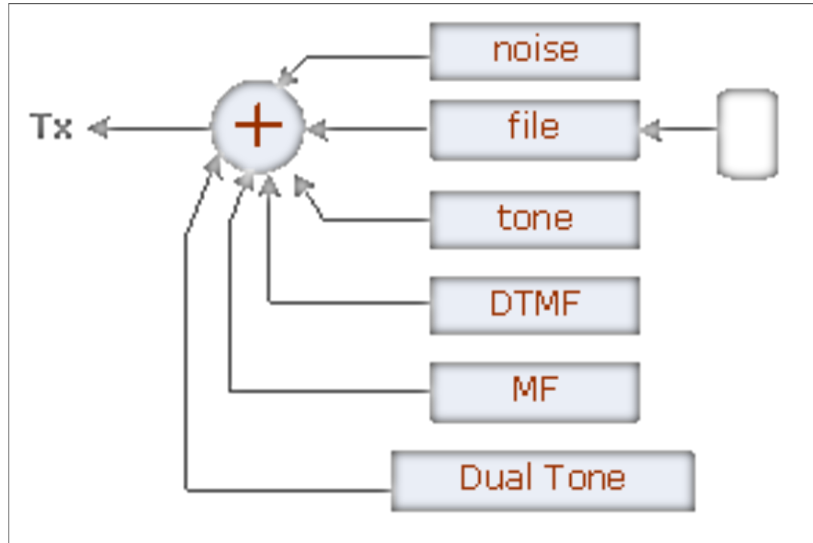 noise
Tx
+
file
tone
DTMF
MF
Dual Tone